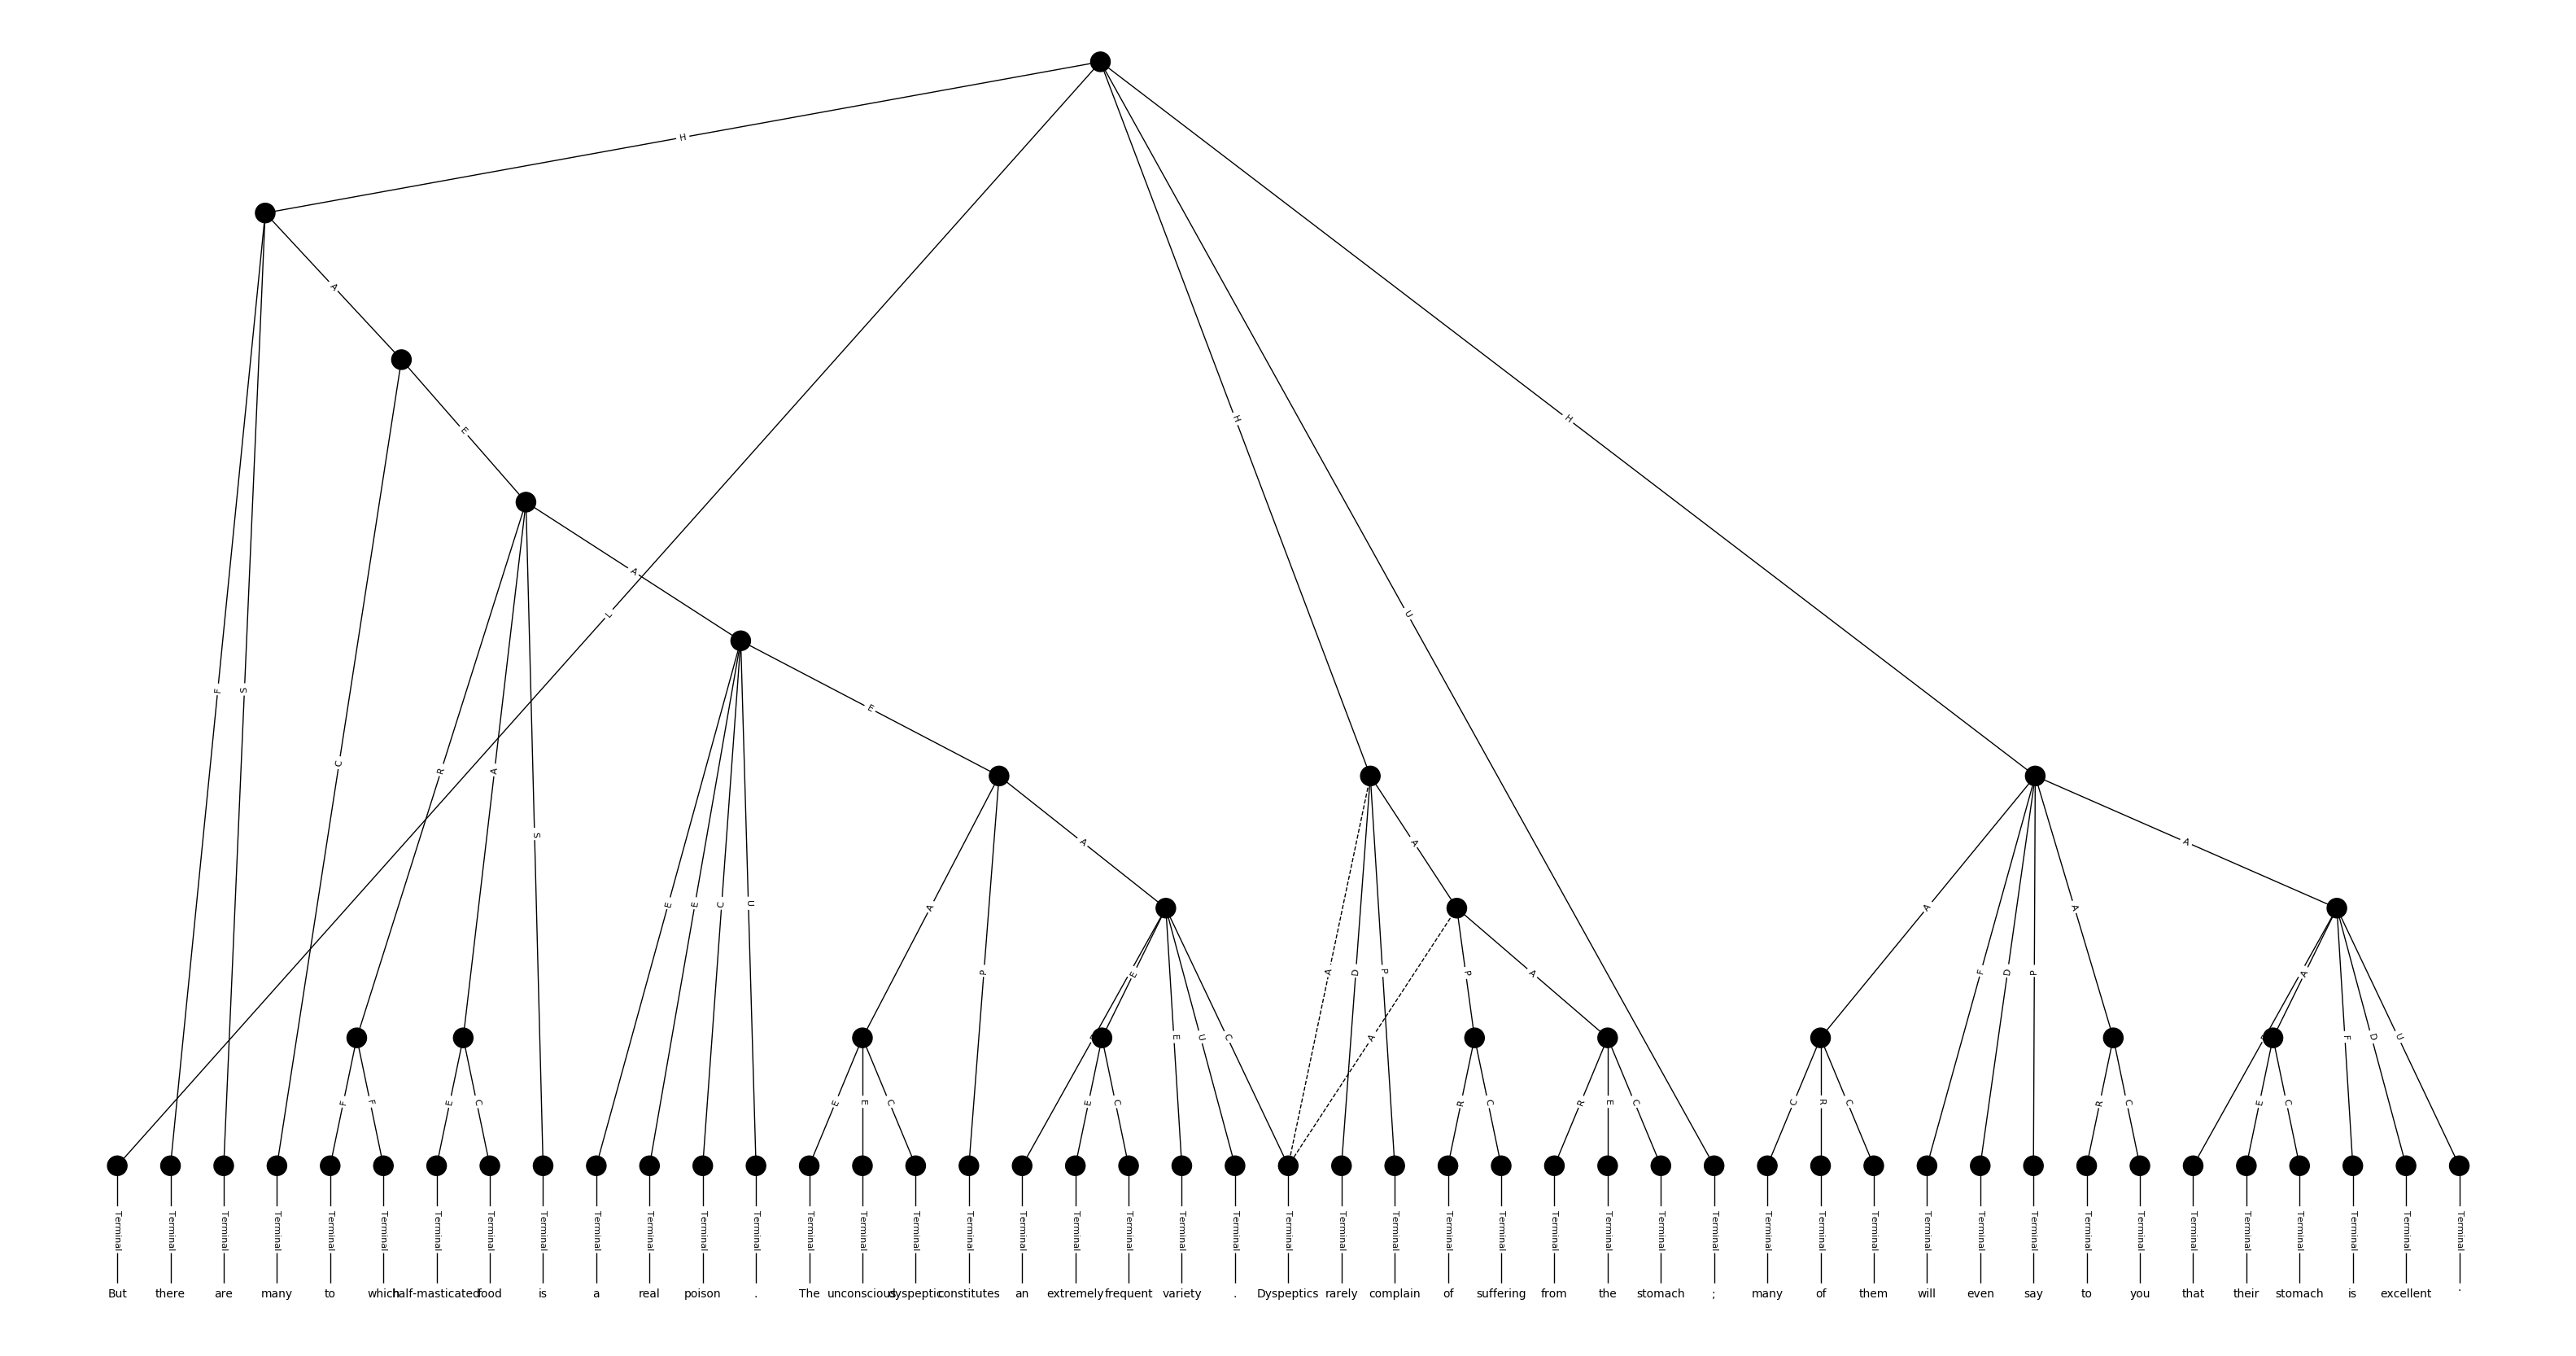 H
A
E
H
H
A
L
U
F
S
E
C
R
A
S
A
A
A
E
E
C
U
A
A
F
D
P
A
A
P
E
A
D
P
P
A
A
E
U
C
A
F
D
U
F
F
E
C
E
E
C
E
C
R
C
R
E
C
C
R
C
R
C
E
C
Terminal Terminal Terminal Terminal Terminal Terminal Terminal Terminal Terminal Terminal Terminal Terminal Terminal Terminal Terminal Terminal Terminal Terminal Terminal Terminal Terminal Terminal Terminal Terminal Terminal Terminal Terminal Terminal Terminal Terminal Terminal Terminal Terminal Terminal Terminal Terminal Terminal Terminal Terminal Terminal Terminal Terminal Terminal Terminal Terminal
But there are many to which half-masticated food is a real poison . The unconscious dyspeptic constitutes an extremely frequent variety . Dyspeptics rarely complain of suffering from the stomach ; many of them will even say to you that their stomach is excellent .